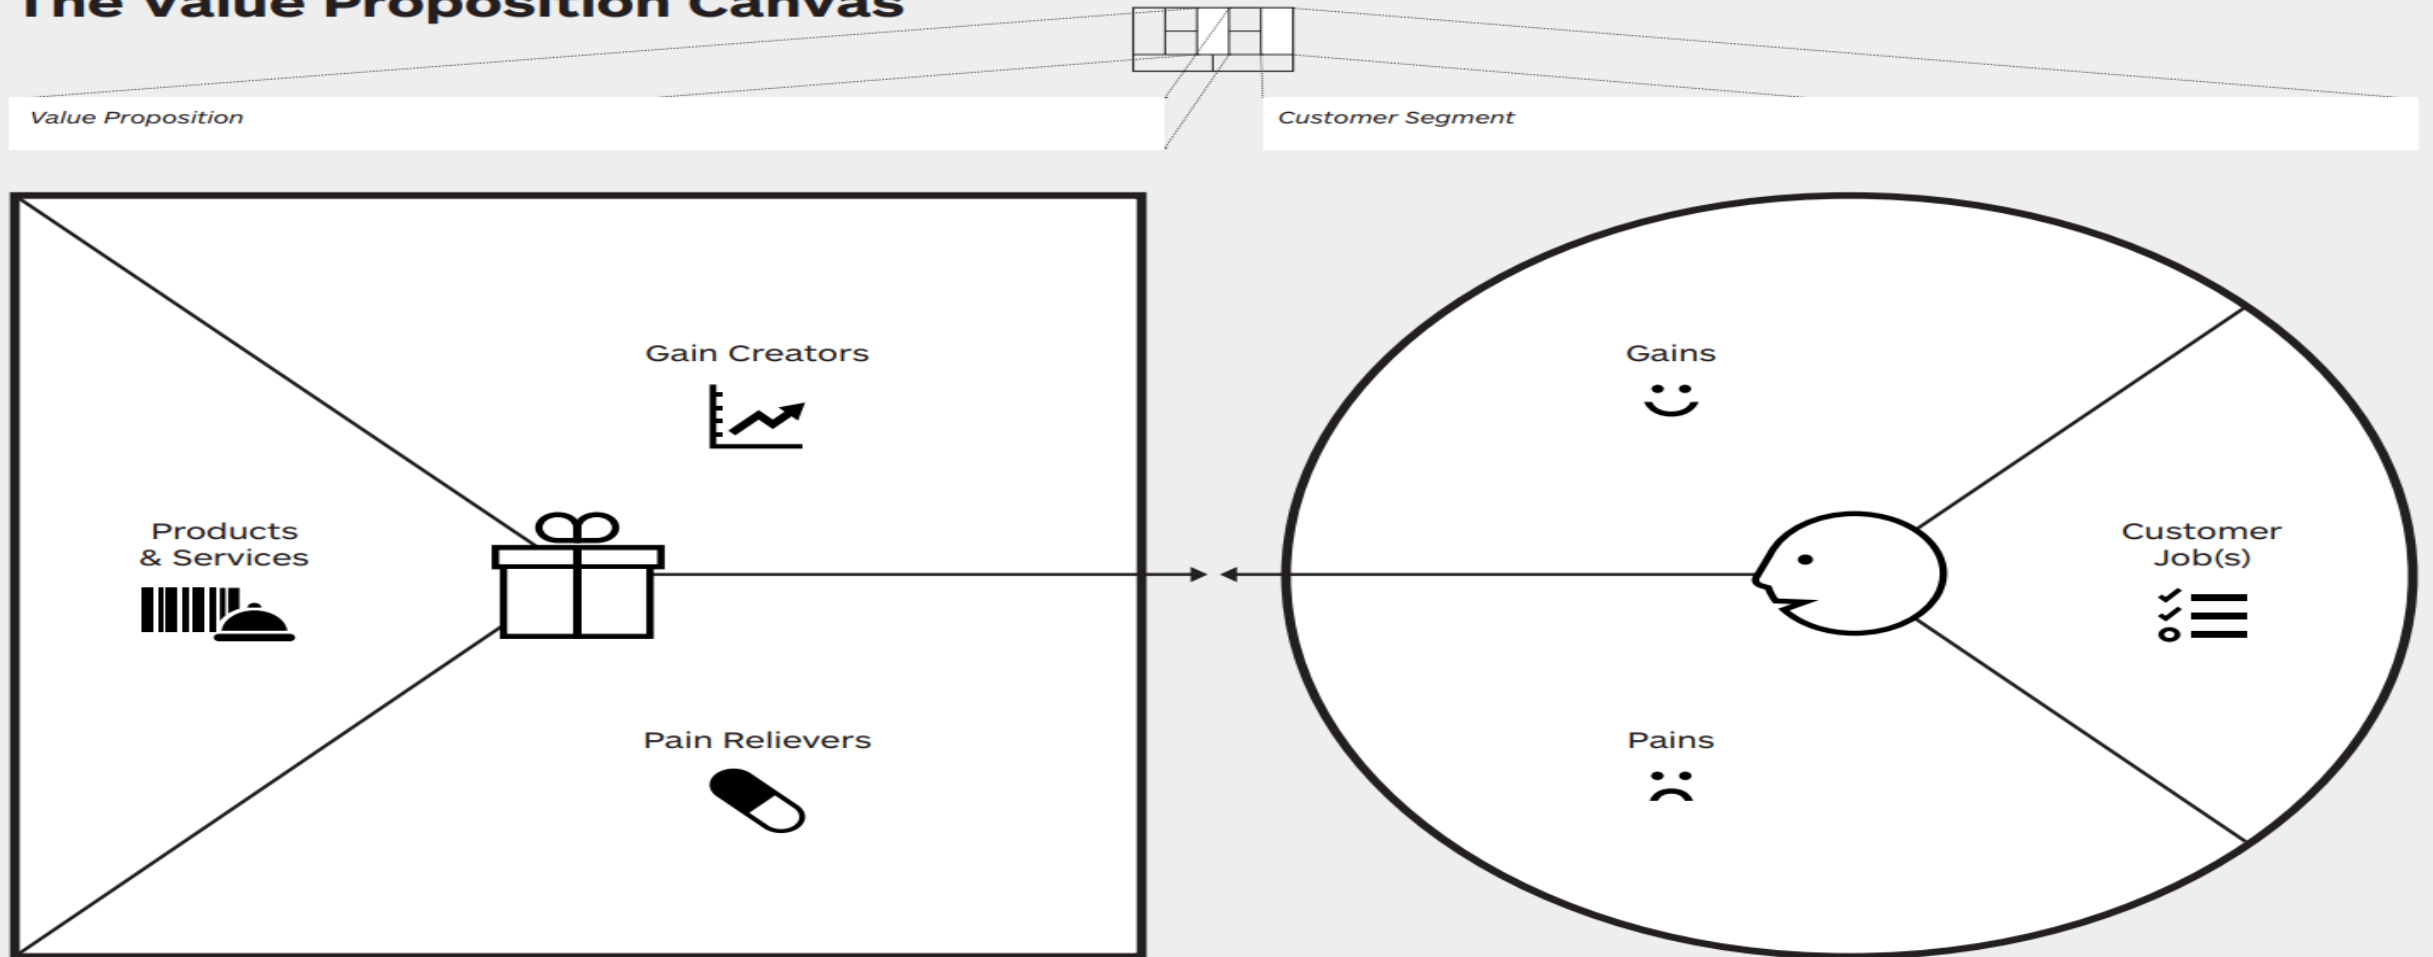 The Value Proposition Canvas
Value Proposition
Customer Segment
Gain Creators
Gains
Products
& Services
Customer
Job(s)
Pain Relievers
Pains